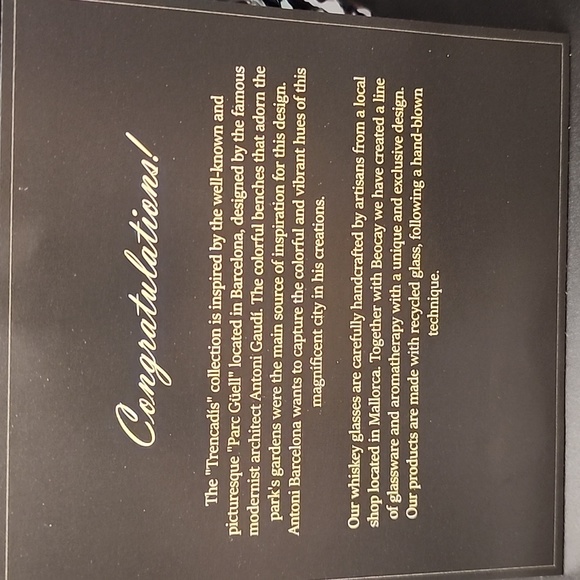 Congratulations!
The "Trencadis" collection is inspired by the well-known and
picturesque "Parc Güell" located in Barcelona, designed by the famous
modernist architect Antoni Gaudí. The colorful benches that adorn the
park's gardens were the main source of inspiration for this design.
Antoni Barcelona wants to capture the colorful and vibrant hues of this
magnificent city in his creations.
Our whiskey glasses are carefully handcrafted by artisans from a local
shop located in Mallorca. Together with Beocay we have created a line
of glassware and aromatherapy with a unique and exclusive design.
Our products are made with recycled glass, following a hand-blown
technique.